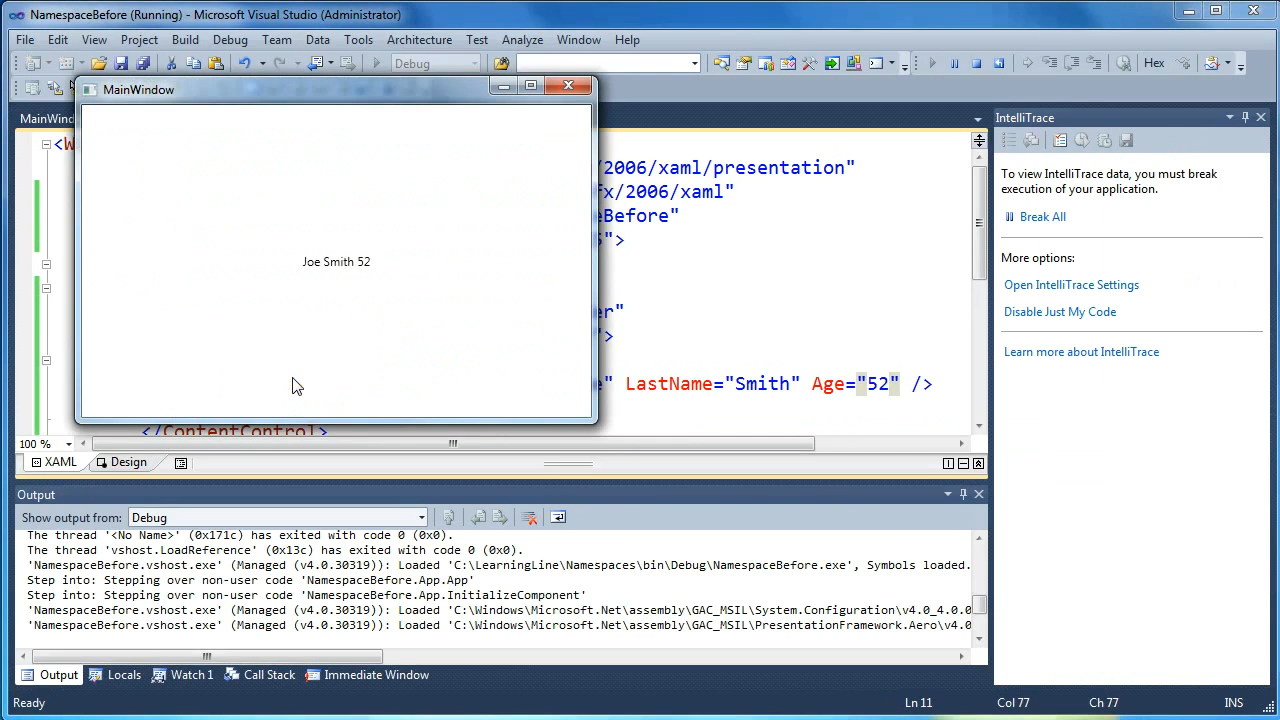 NamespaceBefore (Running) - Microsoft Visual Studio (Administrator)
File Edit View Project Build Debug Team Data Tools Architecture Test Analyze Window Help
Debug
Hex
MainWindow
MainWind
IntelliTrace
<W
/2006/xaml/presentation"
fx/2006/xaml"
eBefore"
">
To view IntelliTrace data, you must break
execution of your application.
Break All
Joe Smith 52
More options:
Open IntelliTrace Settings
Disable Just My Code
Learn more about IntelliTrace
er"
">
e" LastName="Smith" Age="52" />
</ContentControl>
100 %
XAML Design
Output
Show output from: Debug
The thread '<No Name>' (0x171c) has exited with code 0 (0x0).
The thread 'vshost.LoadReference' (0x13c) has exited with code 0 (0x0).
'NamespaceBefore.vshost.exe' (Managed (v4.0.30319)): Loaded 'C:\LearningLine\Namespaces\bin\Debug\NamespaceBefore.exe', Symbols loaded.
Step into: Stepping over non-user code 'NamespaceBefore.App.App'
Step into: Stepping over non-user code 'NamespaceBefore.App.InitializeComponent'
'NamespaceBefore.vshost.exe' (Managed (v4.0.30319)): Loaded 'C:\Windows\Microsoft.Net\assembly\GAC_MSIL\System.Configuration\v4.0_4.0.0
'NamespaceBefore.vshost.exe' (Managed (v4.0.30319)): Loaded 'C:\Windows\Microsoft.Net\assembly\GAC_MSIL\PresentationFramework.Aero\v4.0
Output Locals Watch 1 Call Stack Immediate Window
Ready Ln 11 Col 77 Ch 77 INS